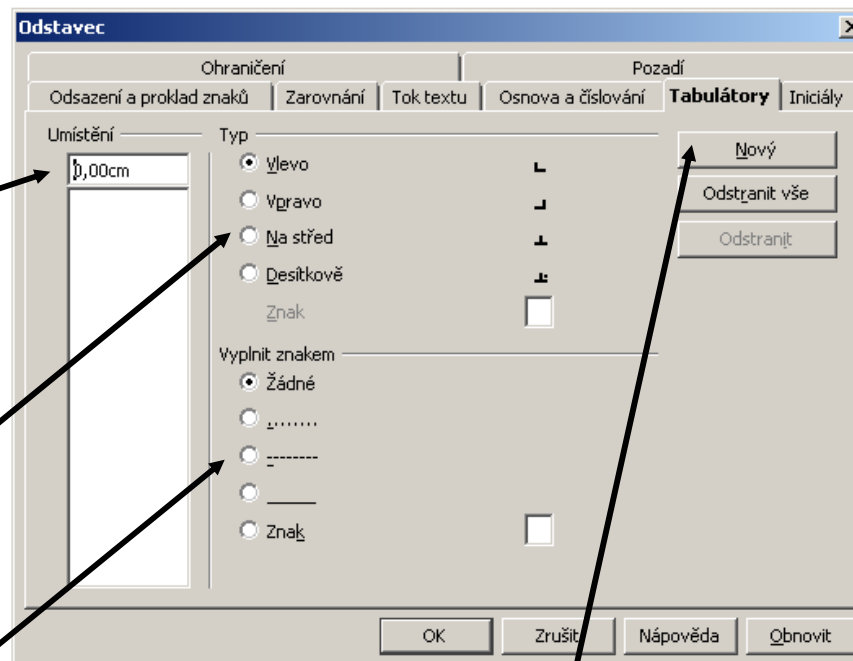 Odstavec
Ohraničení Pozadí
Odsazení a proklad znaků Zarovnání Tok textu Osnova a číslování Tabulátory Iniciály
Umístění Typ
0,00cm Vlevo Nový
Vpravo Odstranit vše
Na střed Odstranit
Desítkově
Znak
Vyplnit znakem
Žádné
.......
--------
_____
Znak
OK Zrušit Nápověda Obnovit